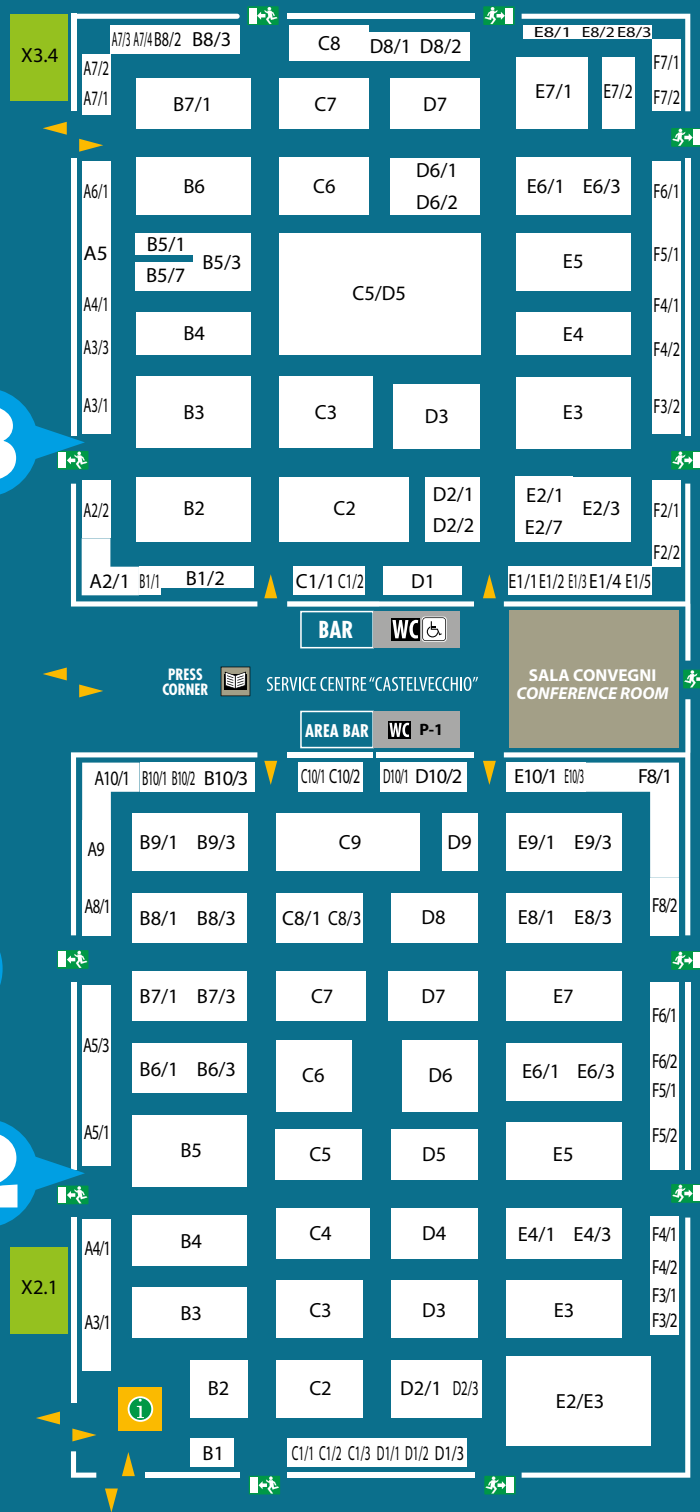 E8/1 E8/2 E8/3
A7/3 A7/4 B8/2 B8/3
C8 D8/1 D8/2
X3.4
F7/1
A7/2
E7/1 E7/2
A7/1 F7/2
B7/1 C7 D7
D6/1
A6/1 B6 C6 E6/1 E6/3 F6/1
D6/2
B5/1
A5 B5/3 E5 F5/1
B5/7
C5/D5
A4/1 F4/1
B4 E4
A3/3 F4/2
A3/1 B3 C3 D3 E3 F3/2
3
D2/1 E2/1
A2/2 B2 C2 E2/3 F2/1
D2/2 E2/7
F2/2
A2/1 B1/1 B1/2 C1/1 C1/2 D1 E1/1 E1/2 E1/3 E1/4 E1/5
BAR WC
PRESS
CORNER
SERVICE CENTRE "CASTELVECCHIO"
SALA CONVEGNI
CONFERENCE ROOM
AREA BAR WC P-1
A10/1 B10/1 B10/2 B10/3 C10/1 C10/2 D10/1 D10/2 E10/1 E10/3 F8/1
A9 B9/1 B9/3 C9 D9 E9/1 E9/3
A8/1 B8/1 B8/3 C8/1 C8/3 D8 E8/1 E8/3 F8/2
B7/1 B7/3 C7 D7 E7
F6/1
A5/3
B6/1 B6/3 C6 D6 E6/1 E6/3 F6/2
F5/1
A5/1 F5/2
B5 C5 D5 E5
2
A4/1 B4 C4 D4 E4/1 E4/3 F4/1
F4/2
X2.1
F3/1
A3/1 B3 C3 D3 E3 F3/2
B2 C2 D2/1 D2/3 E2/E3
i
B1 C1/1 C1/2 C1/3 D1/1 D1/2 D1/3